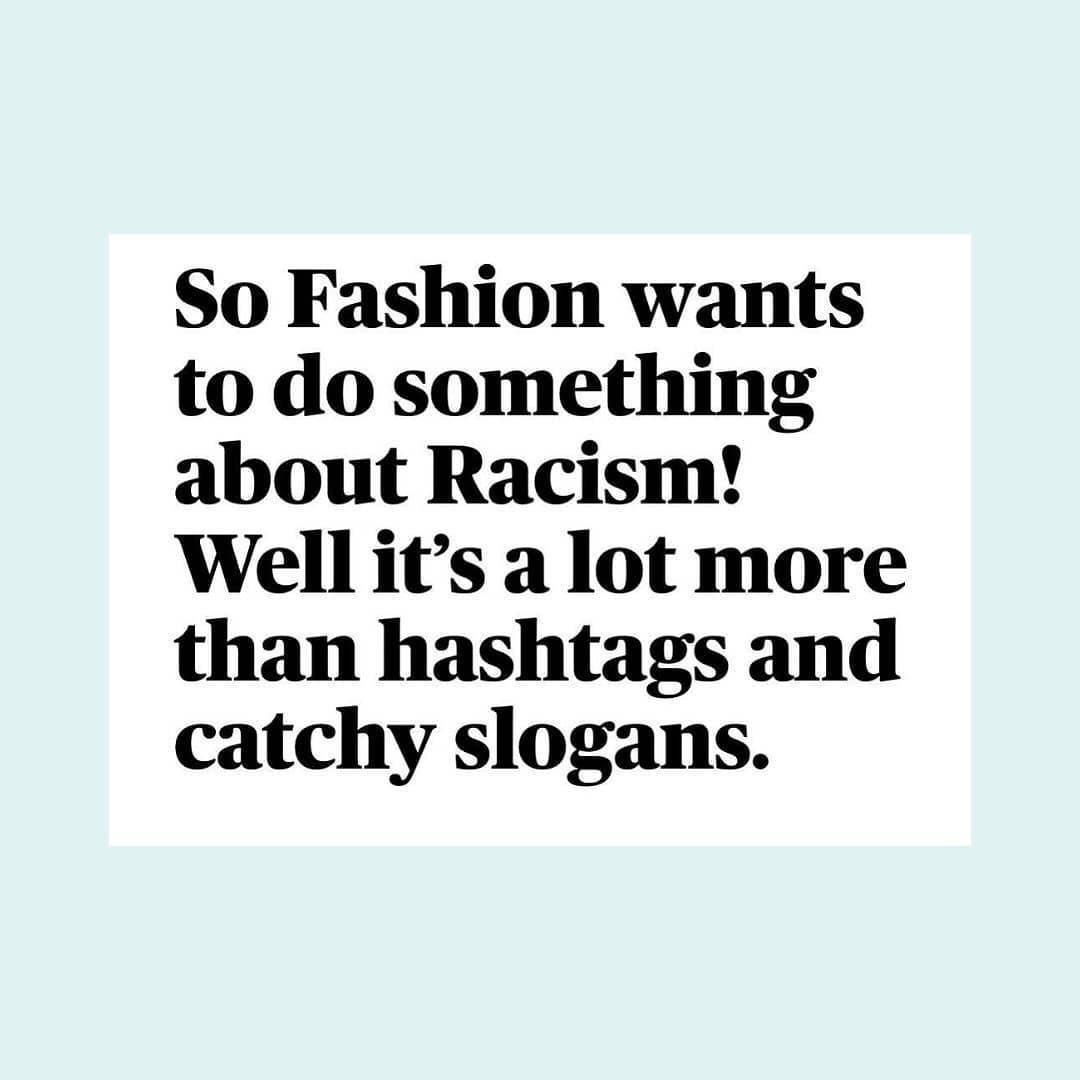 So Fashion wants
to do something
about Racism!
Well it’s a lot more
than hashtags and
catchy slogans.